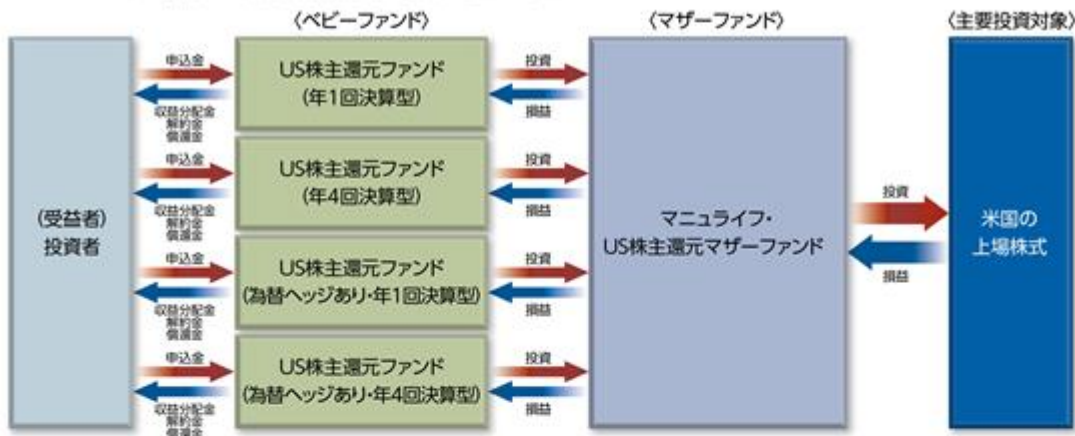 〈ベビーファンド〉
〈マザーファンド〉
〈主要投資対象〉
(受益者)
投資者
申込金
収益分配金
解約金
償還金
US株主還元ファンド
(年1回決算型)
投資
損益
申込金
収益分配金
解約金
償還金
US株主還元ファンド
(年4回決算型)
投資
損益
申込金
収益分配金
解約金
償還金
US株主還元ファンド
(為替ヘッジあり・年1回決算型)
投資
損益
申込金
収益分配金
解約金
償還金
US株主還元ファンド
(為替ヘッジあり・年4回決算型)
投資
損益
マニュライフ・
US株主還元マザーファンド
投資
損益
米国の
上場株式